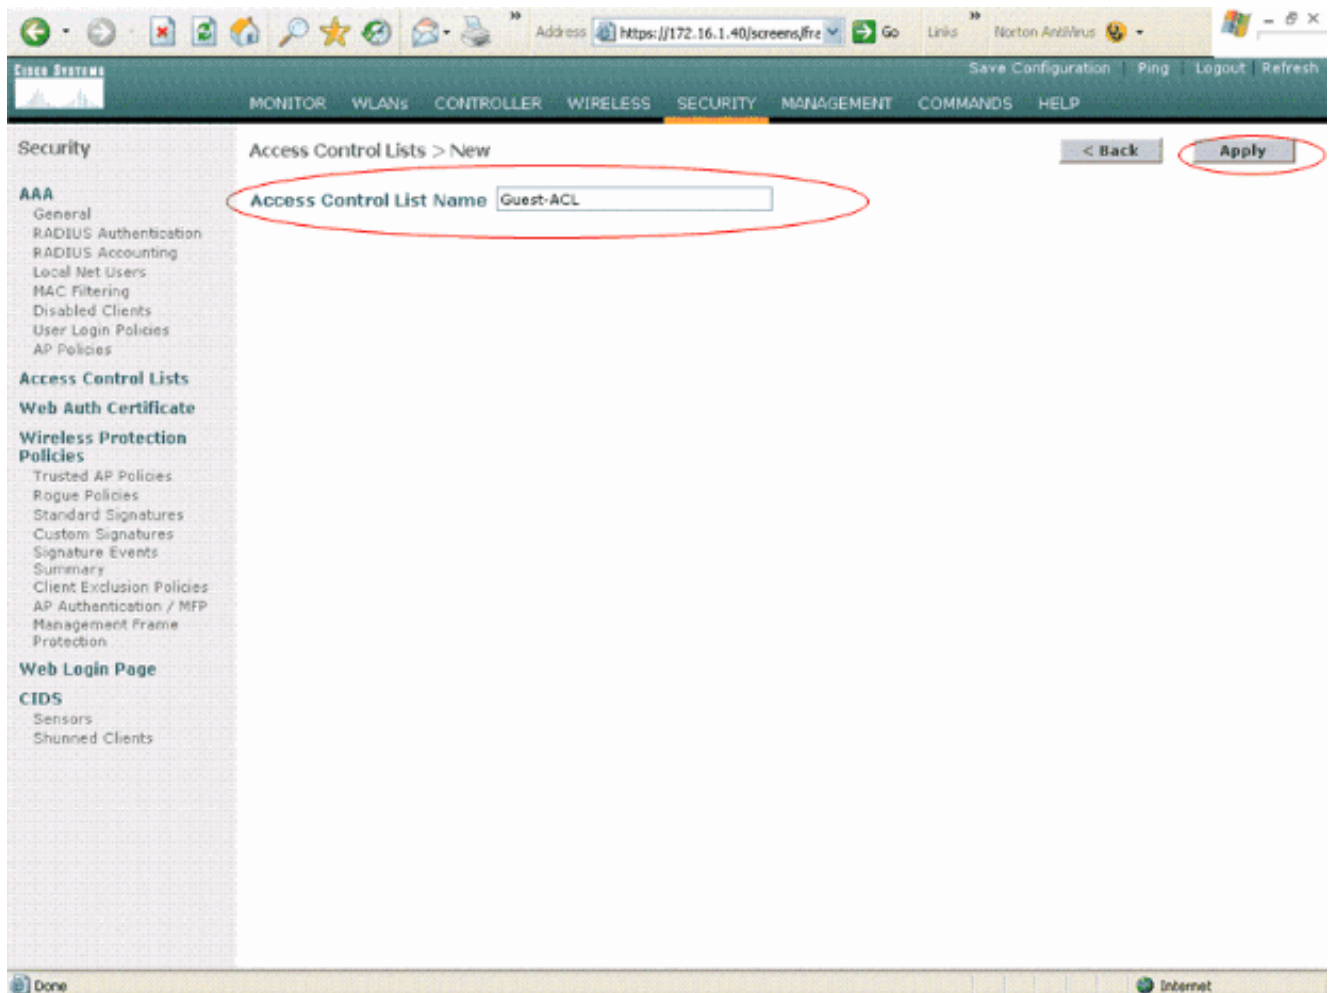 » Address https://172.16.1.40/screens/fra Go Links » Norton AntiVirus
CISCO SYSTEMS
Save Configuration | Ping | Logout | Refresh
MONITOR WLANs CONTROLLER WIRELESS SECURITY MANAGEMENT COMMANDS HELP
Security
Access Control Lists > New
< Back
Apply
Access Control List Name Guest-ACL
AAA
General
RADIUS Authentication
RADIUS Accounting
Local Net Users
MAC Filtering
Disabled Clients
User Login Policies
AP Policies
Access Control Lists
Web Auth Certificate
Wireless Protection
Policies
Trusted AP Policies
Rogue Policies
Standard Signatures
Custom Signatures
Signature Events
Summary
Client Exclusion Policies
AP Authentication / MFP
Management Frame
Protection
Web Login Page
CIDS
Sensors
Shunned Clients
Done
Internet